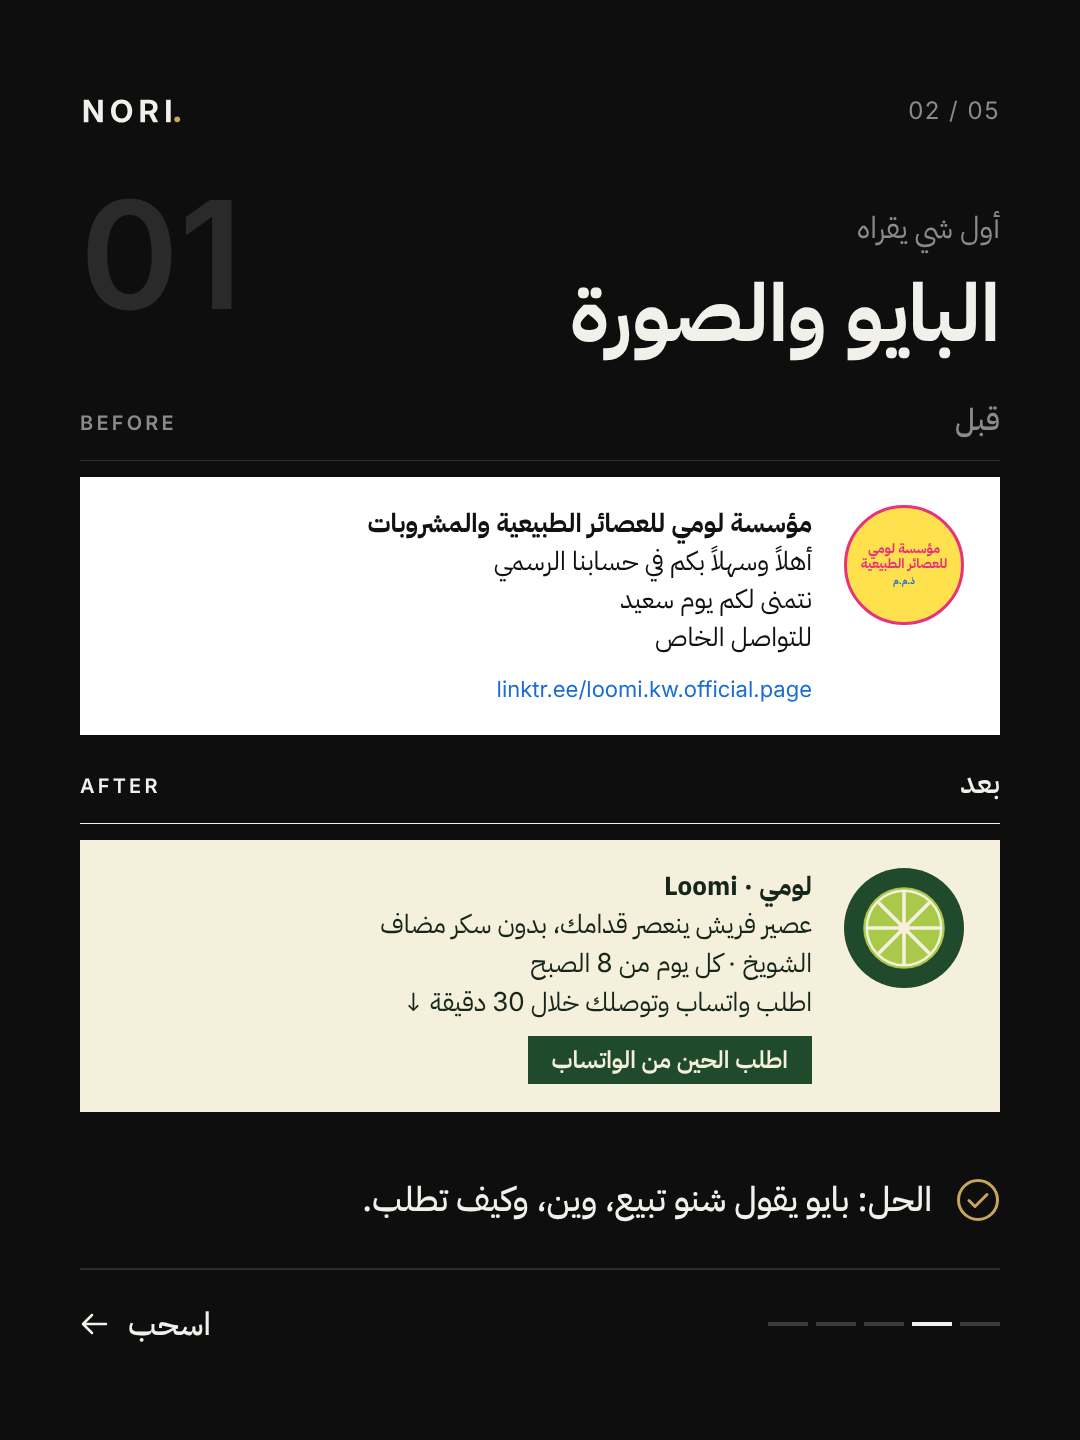 NORI.
02 / 05
01
أول شي يقراه
البايو والصورة
قبل
BEFORE
مؤسسة لومي
للعصائر الطبيعية
ذ.م.م
مؤسسة لومي للعصائر الطبيعية والمشروبات
أهلاً وسهلاً بكم في حسابنا الرسمي
نتمنى لكم يوم سعيد
للتواصل الخاص
linktr.ee/loomi.kw.official.page
بعد
AFTER
لومي · Loomi
عصير فريش ينعصر قدامك، بدون سكر مضاف
الشويخ · كل يوم من 8 الصبح
اطلب واتساب وتوصلك خلال 30 دقيقة ↓
اطلب الحين من الواتساب
الحل: بايو يقول شنو تبيع، وين، وكيف تطلب.
اسحب ←